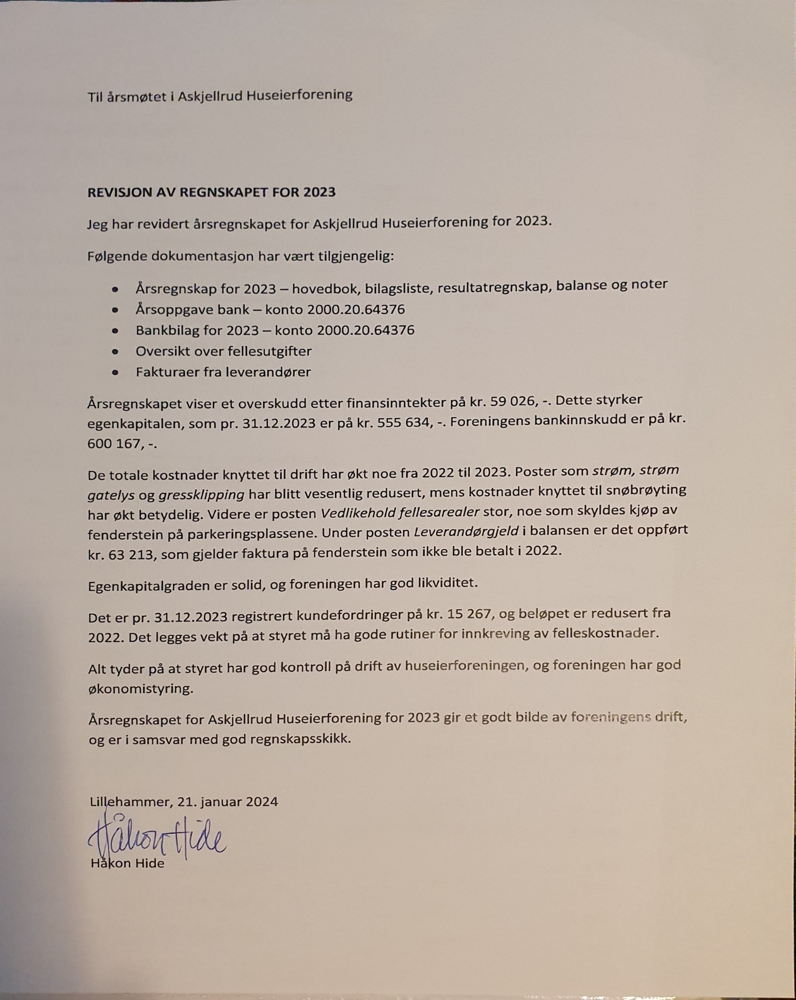 Til årsmøtet i Askjellrud Huseierforening
REVISJON AV REGNSKAPET FOR 2023
Jeg har revidert årsregnskapet for Askjellrud Huseierforening for 2023.
Følgende dokumentasjon har vært tilgjengelig:
• Årsregnskap for 2023 – hovedbok, bilagsliste, resultatregnskap, balanse og noter
• Årsoppgave bank – konto 2000.20.64376
• Bankbilag for 2023 – konto 2000.20.64376
• Oversikt over fellesutgifter
• Fakturaer fra leverandører
Årsregnskapet viser et overskudd etter finansinntekter på kr. 59 026, -. Dette styrker
egenkapitalen, som pr. 31.12.2023 er på kr. 555 634, -. Foreningens bankinnskudd er på kr.
600 167, -.
De totale kostnader knyttet til drift har økt noe fra 2022 til 2023. Poster som strøm, strøm
gatelys og gressklipping har blitt vesentlig redusert, mens kostnader knyttet til snøbrøyting
har økt betydelig. Videre er posten Vedlikehold fellesarealer stor, noe som skyldes kjøp av
fenderstein på parkeringsplassene. Under posten Leverandørgjeld i balansen er det oppført
kr. 63 213, som gjelder faktura på fenderstein som ikke ble betalt i 2022.
Egenkapitalgraden er solid, og foreningen har god likviditet.
Det er pr. 31.12.2023 registrert kundefordringer på kr. 15 267, og beløpet er redusert fra
2022. Det legges vekt på at styret må ha gode rutiner for innkreving av felleskostnader.
Alt tyder på at styret har god kontroll på drift av huseierforeningen, og foreningen har god
økonomistyring.
Årsregnskapet for Askjellrud Huseierforening for 2023 gir et godt bilde av foreningens drift,
og er i samsvar med god regnskapsskikk.
Lillehammer, 21. januar 2024
Håkon Hide
Håkon Hide